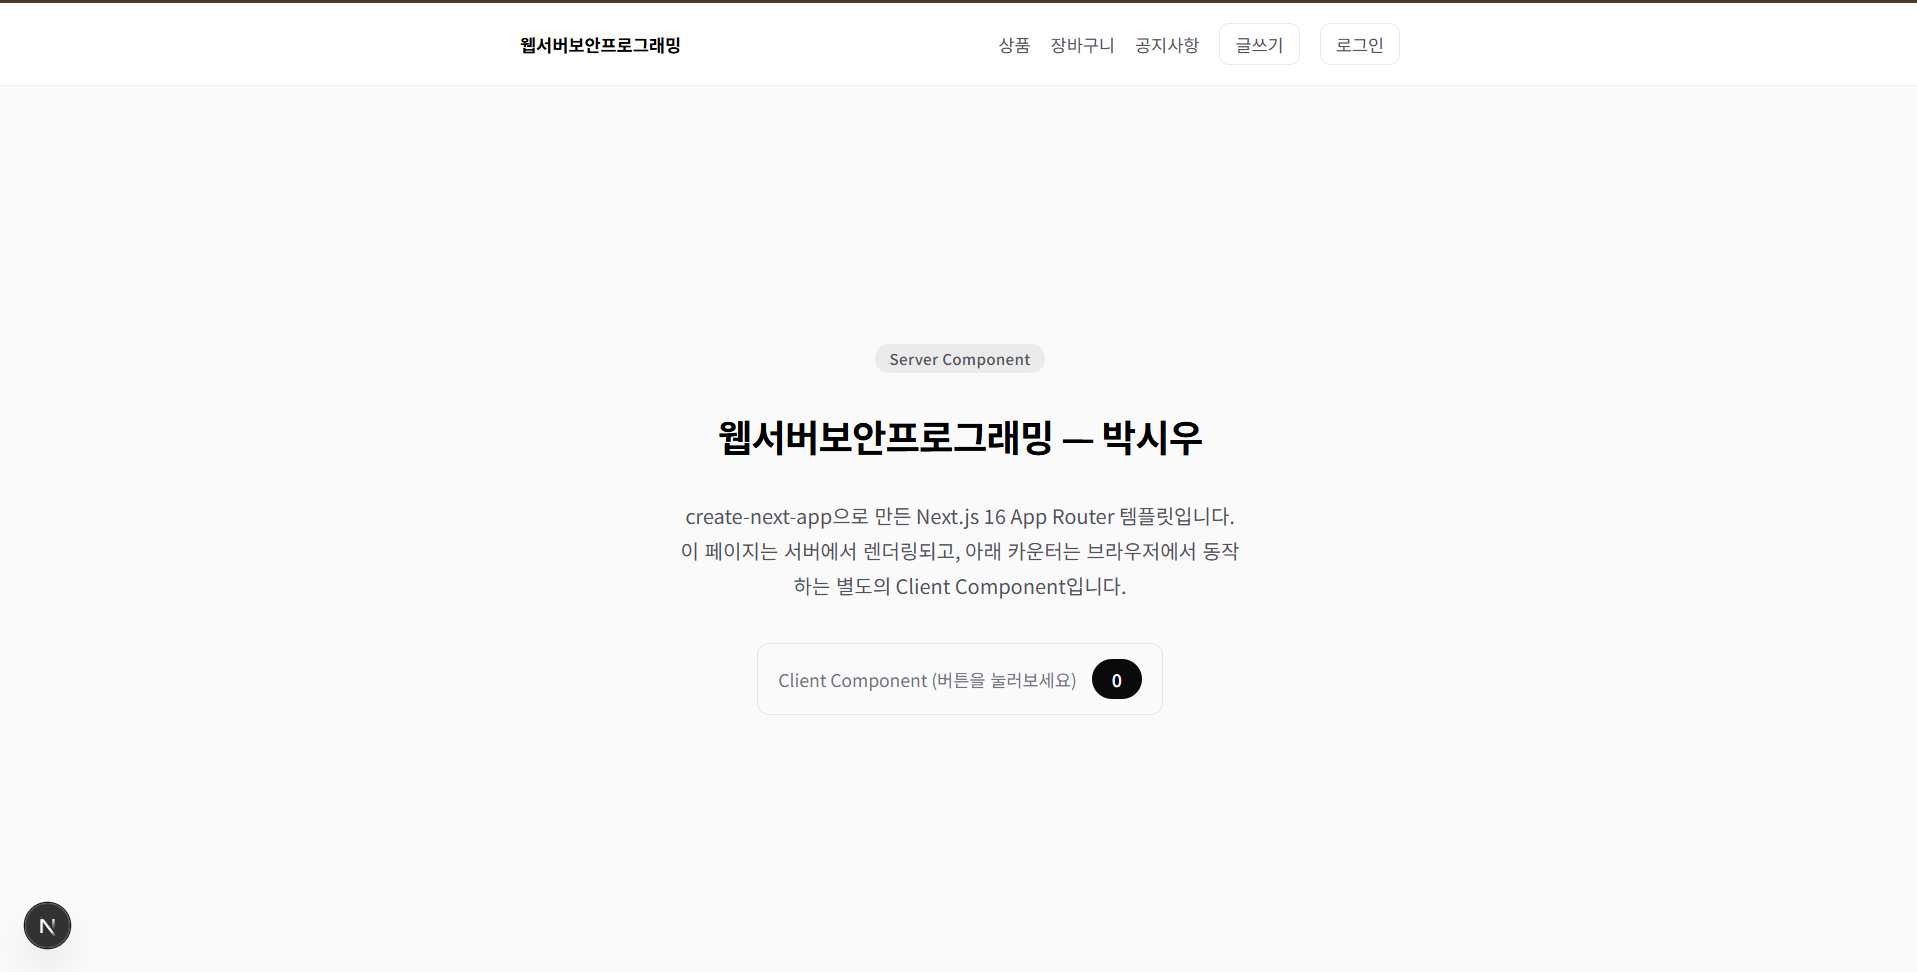 웹서버보안프로그래밍
상품 장바구니 공지사항 글쓰기 로그인
Server Component
웹서버보안프로그래밍 — 박시우
create-next-app으로 만든 Next.js 16 App Router 템플릿입니다.
이 페이지는 서버에서 렌더링되고, 아래 카운터는 브라우저에서 동작
하는 별도의 Client Component입니다.
Client Component (버튼을 눌러보세요) 0
N